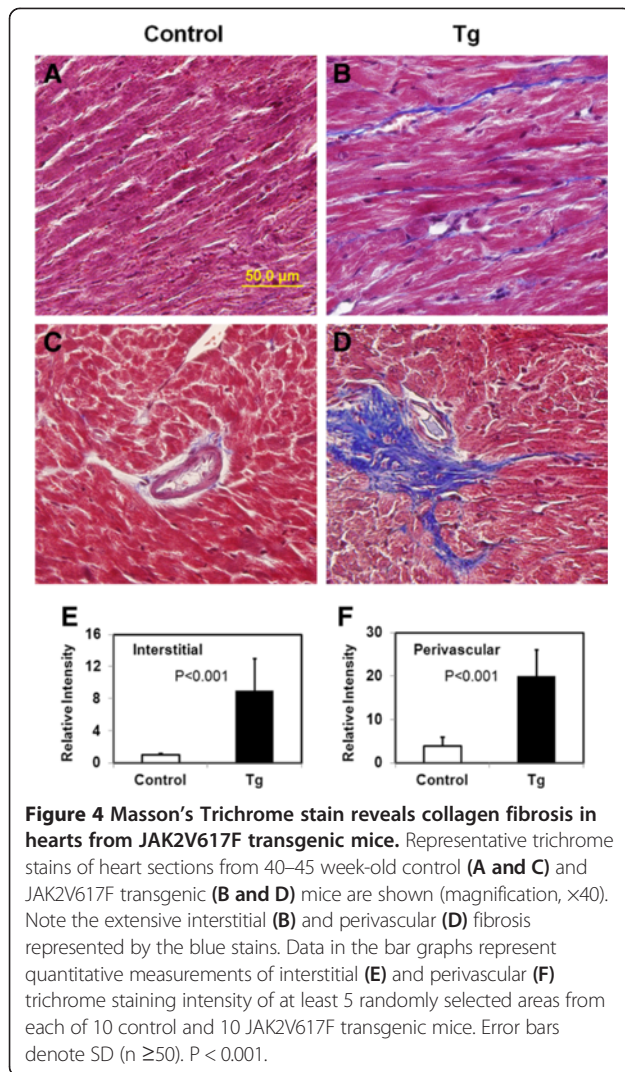 Control Tg
A B
50.0 μm
C D
E F
16 Interstitial 30 Perivascular
12 P<0.001 20 P<0.001
8 10
4 0
0
Relative Intensity Relative Intensity
Control Tg Control Tg
Figure 4 Masson's Trichrome stain reveals collagen fibrosis in
hearts from JAK2V617F transgenic mice. Representative trichrome
stains of heart sections from 40–45 week-old control (A and C) and
JAK2V617F transgenic (B and D) mice are shown (magnification, ×40).
Note the extensive interstitial (B) and perivascular (D) fibrosis
represented by the blue stains. Data in the bar graphs represent
quantitative measurements of interstitial (E) and perivascular (F)
trichrome staining intensity of at least 5 randomly selected areas from
each of 10 control and 10 JAK2V617F transgenic mice. Error bars
denote SD (n ≥50). P < 0.001.